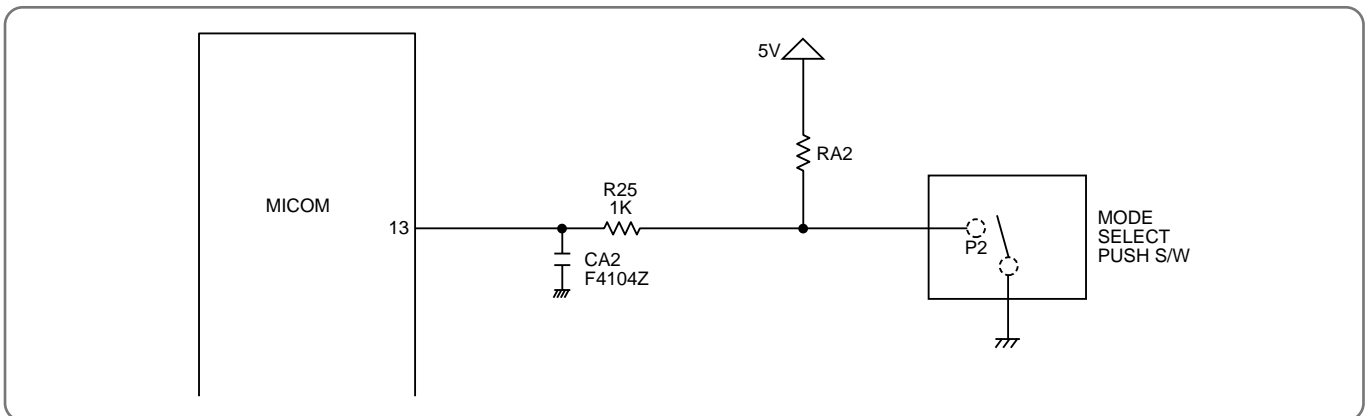 5V
RA2
MICOM
R25
1K
13
CA2
F4104Z
P2
MODE
SELECT
PUSH S/W